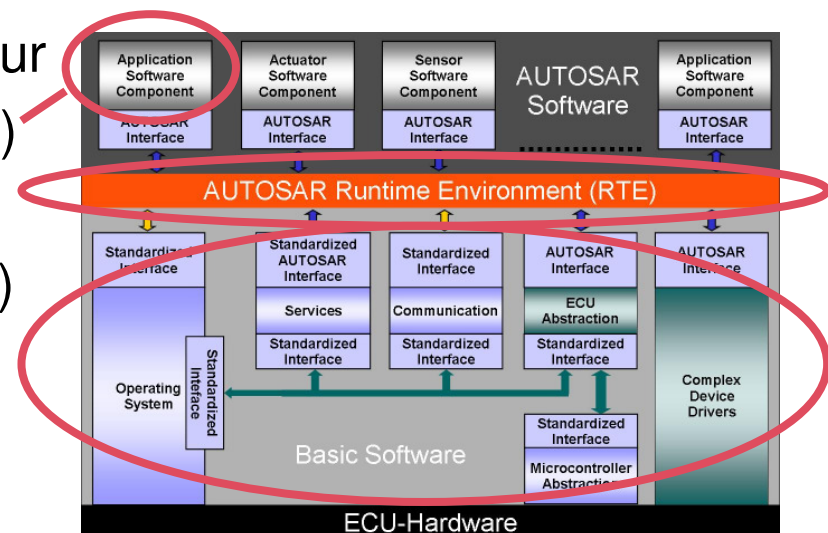 ur
)
)
Application
Software
Component
AUTOSAR
Interface
Actuator
Software
Component
AUTOSAR
Interface
Sensor
Software
Component
AUTOSAR
Interface
AUTOSAR
Software
Application
Software
Component
AUTOSAR
Interface
AUTOSAR Runtime Environment (RTE)
Standardized
Interface
Operating
System
Standardized
Inteface
Standardized
AUTOSAR
Interface
Services
Standardized
Interface
Standardized
Interface
Communication
Standardized
Interface
AUTOSAR
Interface
ECU
Abstraction
Standardized
Interface
Standardized
Interface
Microcontroller
Abstraction
AUTOSAR
Interface
Complex
Device
Drivers
Basic Software
ECU-Hardware